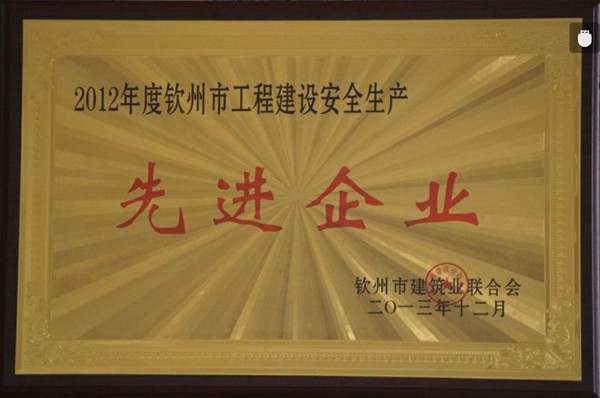 2012年度钦州市工程建设安全生产
先进企业
钦州市建筑业联合会
二〇一三年十二月